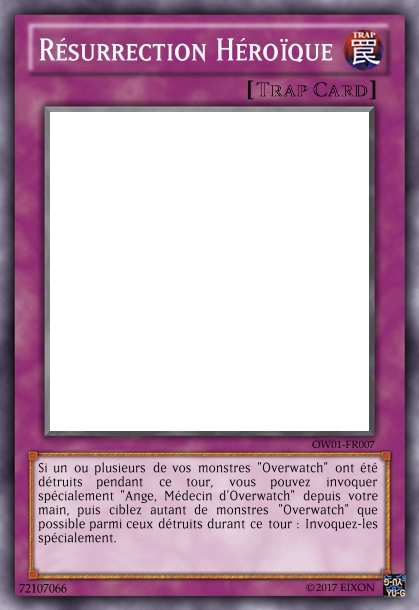 RÉSURRECTION HÉROÏQUE
TRAP
罠
[TRAP CARD]
OW01-FR007
Si un ou plusieurs de vos monstres "Overwatch" ont été
détruits pendant ce tour, vous pouvez invoquer
spécialement "Ange, Médecin d'Overwatch" depuis votre
main, puis ciblez autant de monstres "Overwatch" que
possible parmi ceux détruits durant ce tour : Invoquez-les
spécialement.
72107066
©2017 EIXON
YU-G